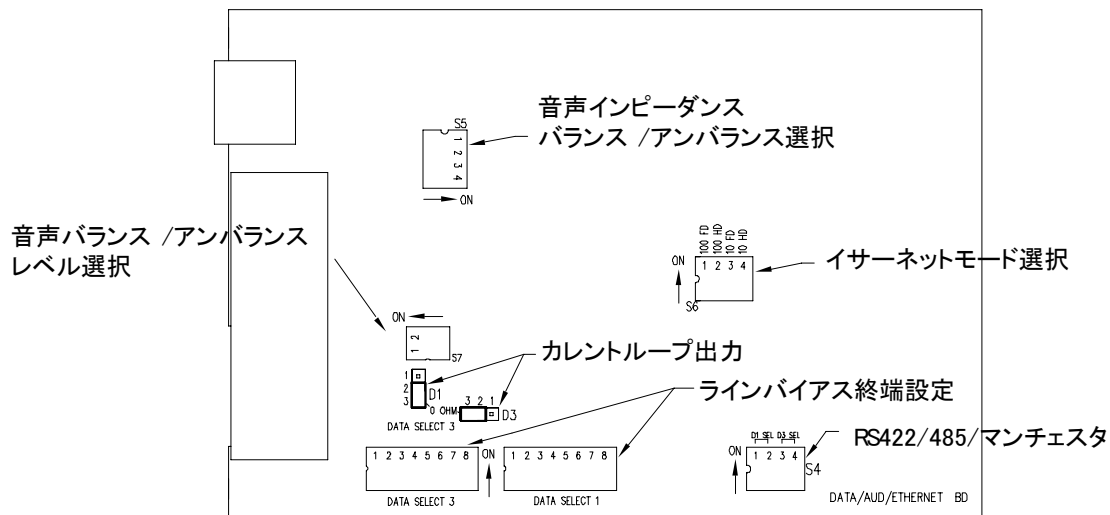 音声インピーダンス
バランス /アンバランス選択
S5
1
2
3
4
ON
音声バランス /アンバランス
レベル選択
100 FD
100 HD
10 FD
10 HD
ON
1 2 3 4
S6
イサーネットモード選択
ON
1 2
S7
カレントループ出力
1
2
3
D1
0 OHM
3 2 1
D3
ラインバイアス終端設定
DATA SELECT 3
1 2 3 4 5 6 7 8
ON
1 2 3 4 5 6 7 8
DATA SELECT 3
DATA SELECT 1
D1 SEL D3 SEL
ON
1 2 3 4
S4
RS422/485/マンチェスタ
DATA/AUD/ETHERNET BD